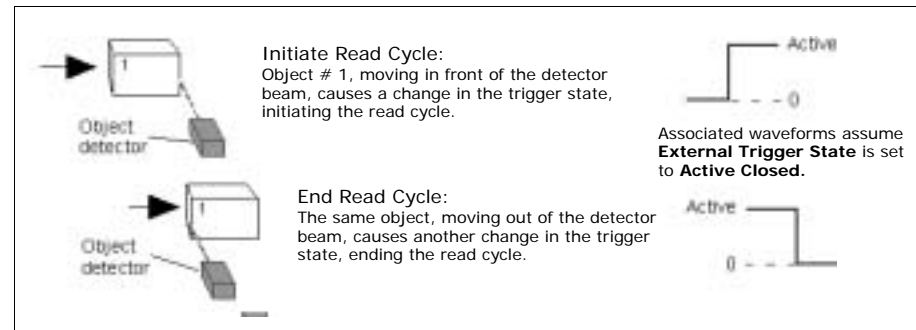 Initiate Read Cycle:
Object # 1, moving in front of the detector
beam, causes a change in the trigger state,
initiating the read cycle.
1
Object
detector
Active
0
Associated waveforms assume
External Trigger State is set
to Active Closed.
End Read Cycle:
The same object, moving out of the detector
beam, causes another change in the trigger
state, ending the read cycle.
1
Object
detector
Active
0